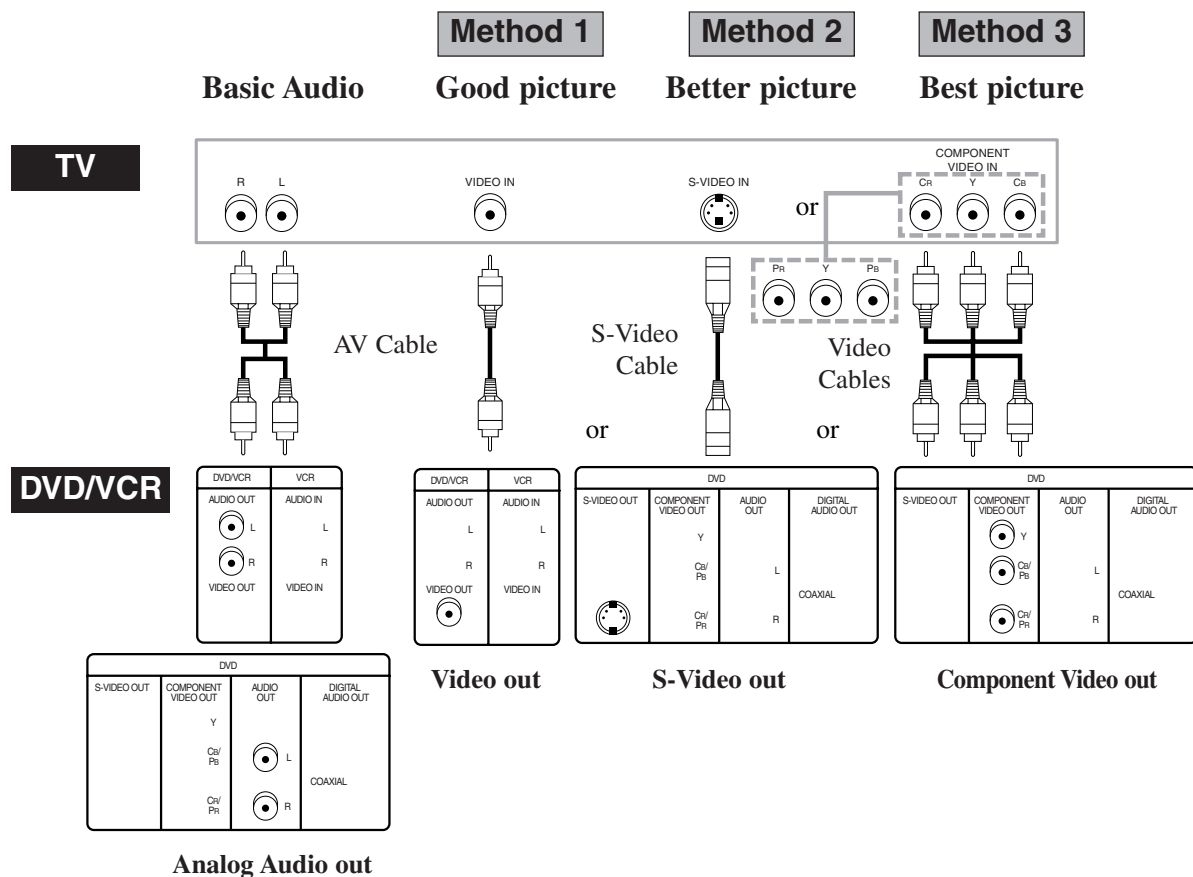 Method 1
Method 2
Method 3
Basic Audio
Good picture
Better picture
Best picture
TV
R
L
VIDEO IN
S-VIDEO IN
or
COMPONENT
VIDEO IN
CR
Y
CB
PR
Y
PB
AV Cable
S-Video
Cable
Video
Cables
or
or
DVD/VCR
DVD/VCR
VCR
AUDIO OUT
AUDIO IN
L
L
R
R
VIDEO OUT
VIDEO IN
DVD/VCR
VCR
AUDIO OUT
AUDIO IN
L
L
R
R
VIDEO OUT
VIDEO IN
DVD
S-VIDEO OUT
COMPONENT
VIDEO OUT
AUDIO
OUT
DIGITAL
AUDIO OUT
Y
CB/
PB
L
COAXIAL
CR/
PR
R
DVD
S-VIDEO OUT
COMPONENT
VIDEO OUT
AUDIO
OUT
DIGITAL
AUDIO OUT
Y
CB/
PB
L
COAXIAL
CR/
PR
R
Video out
S-Video out
Component Video out
DVD
S-VIDEO OUT
COMPONENT
VIDEO OUT
AUDIO
OUT
DIGITAL
AUDIO OUT
Y
CB/
PB
L
COAXIAL
CR/
PR
R
Analog Audio out